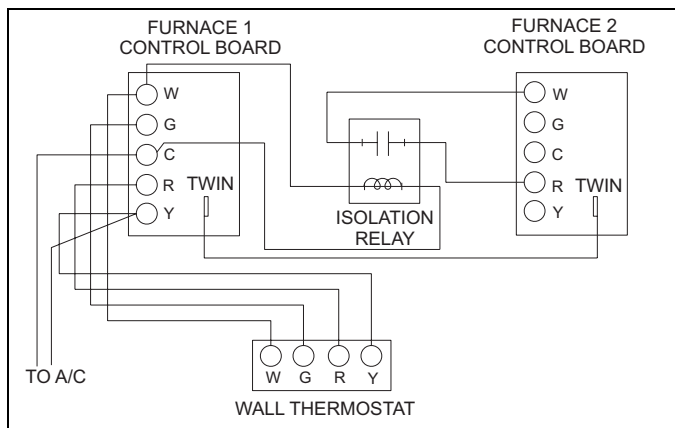 FURNACE 1
CONTROL BOARD
W
G
C
R
Y
TWIN
ISOLATION
RELAY
FURNACE 2
CONTROL BOARD
W
G
C
R
Y
TWIN
TO A/C
W G R Y
WALL THERMOSTAT